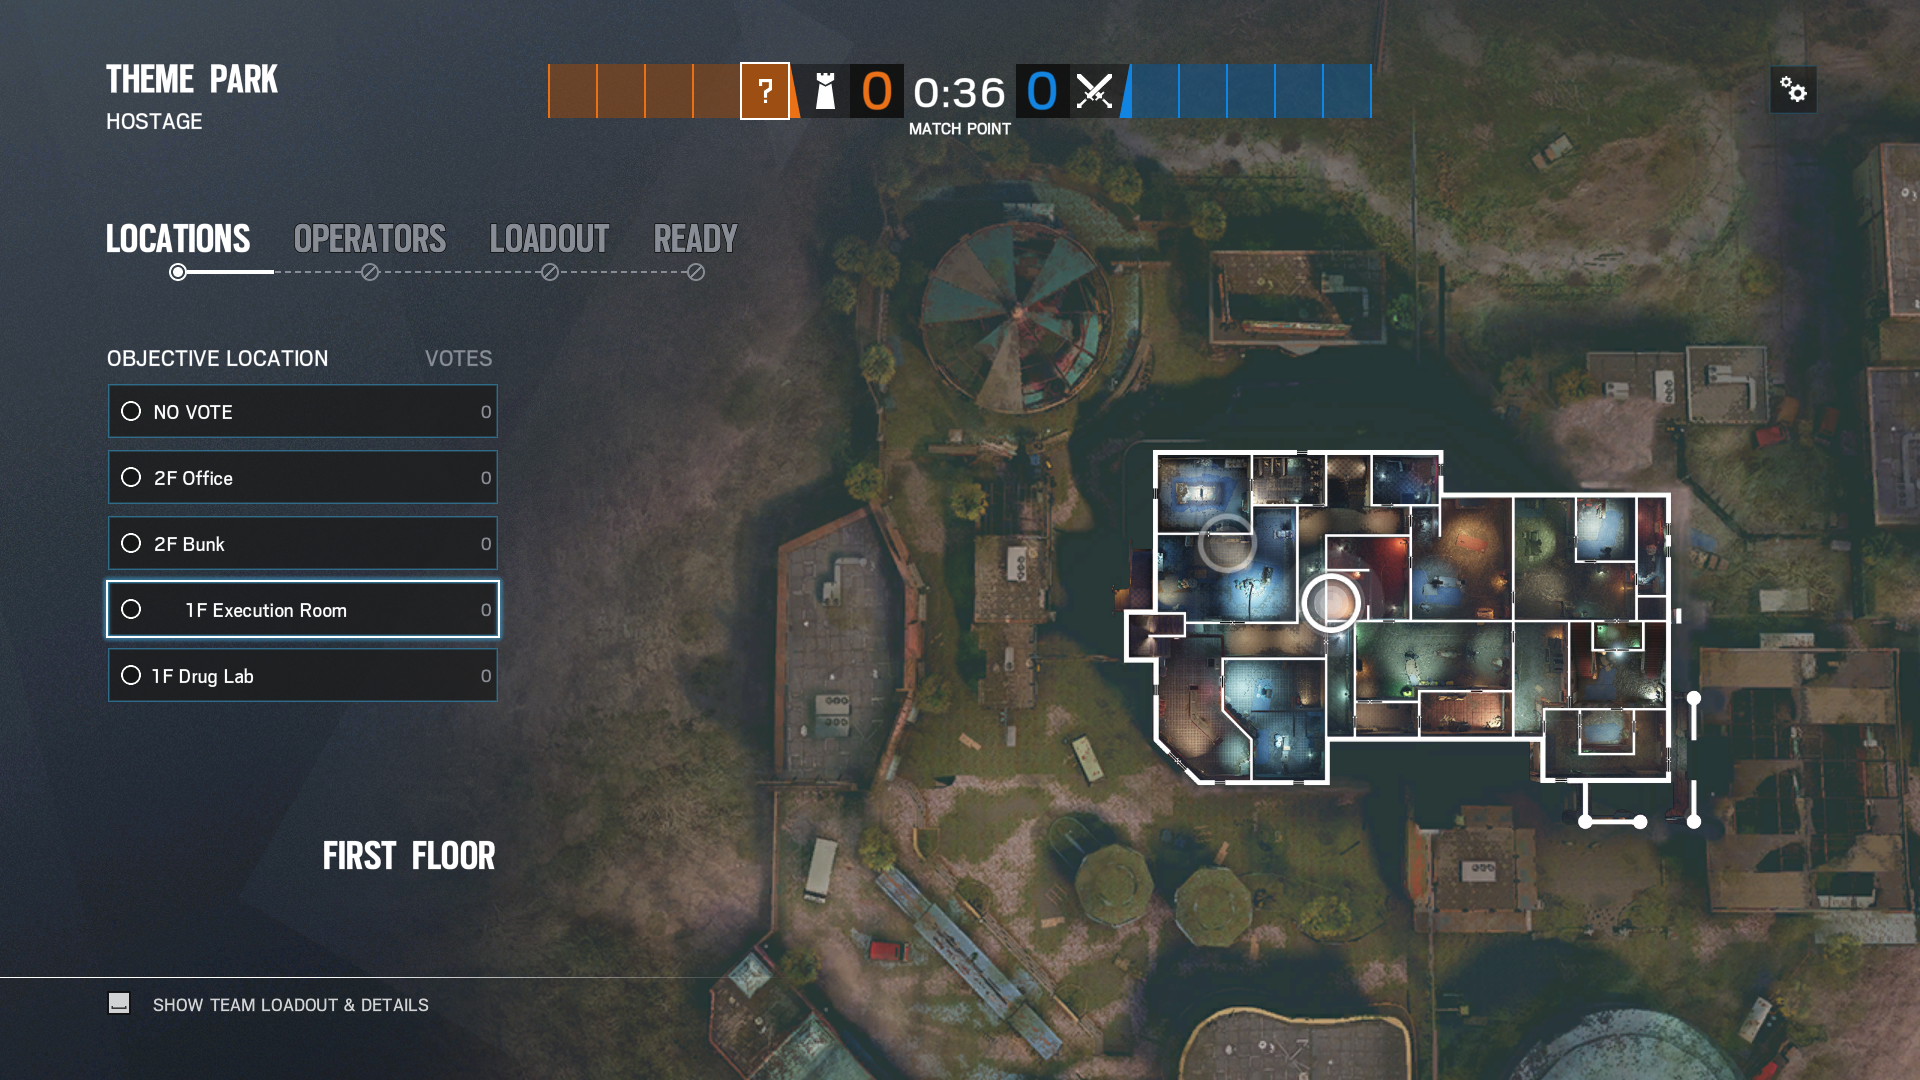 THEME PARK
HOSTAGE
?
0
0:36
0
MATCH POINT
LOCATIONS
OPERATORS
LOADOUT
READY
OBJECTIVE LOCATION
VOTES
NO VOTE 0
2F Office 0
2F Bunk 0
1F Execution Room 0
1F Drug Lab 0
FIRST FLOOR
SHOW TEAM LOADOUT & DETAILS